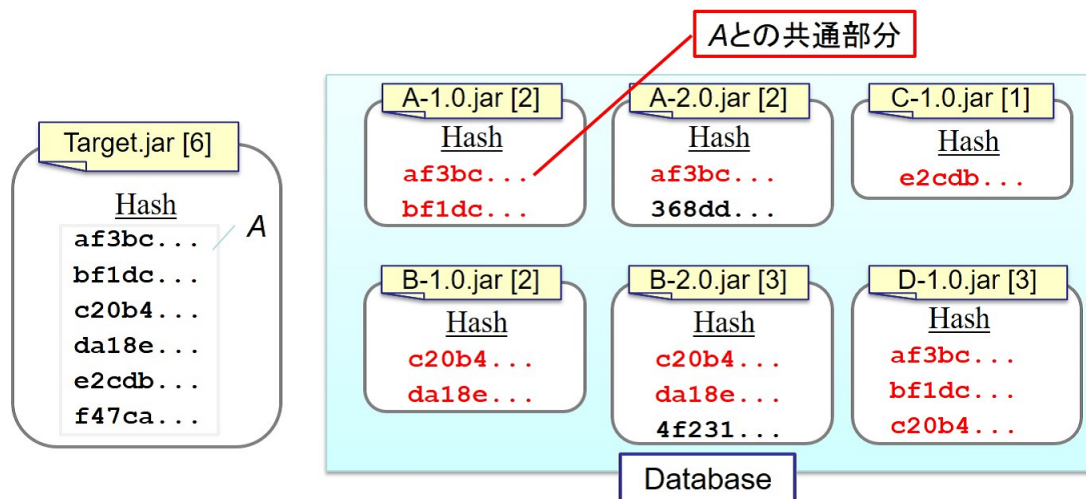 Aとの共通部分
Target.jar [6]
Hash
af3bc...
bf1dc...
c20b4...
da18e...
e2cdb...
f47ca...
A
A-1.0.jar [2]
Hash
af3bc...
bf1dc...
A-2.0.jar [2]
Hash
af3bc...
368dd...
C-1.0.jar [1]
Hash
e2cdb...
B-1.0.jar [2]
Hash
c20b4...
da18e...
B-2.0.jar [3]
Hash
c20b4...
da18e...
4f231...
D-1.0.jar [3]
Hash
af3bc...
bf1dc...
c20b4...
Database